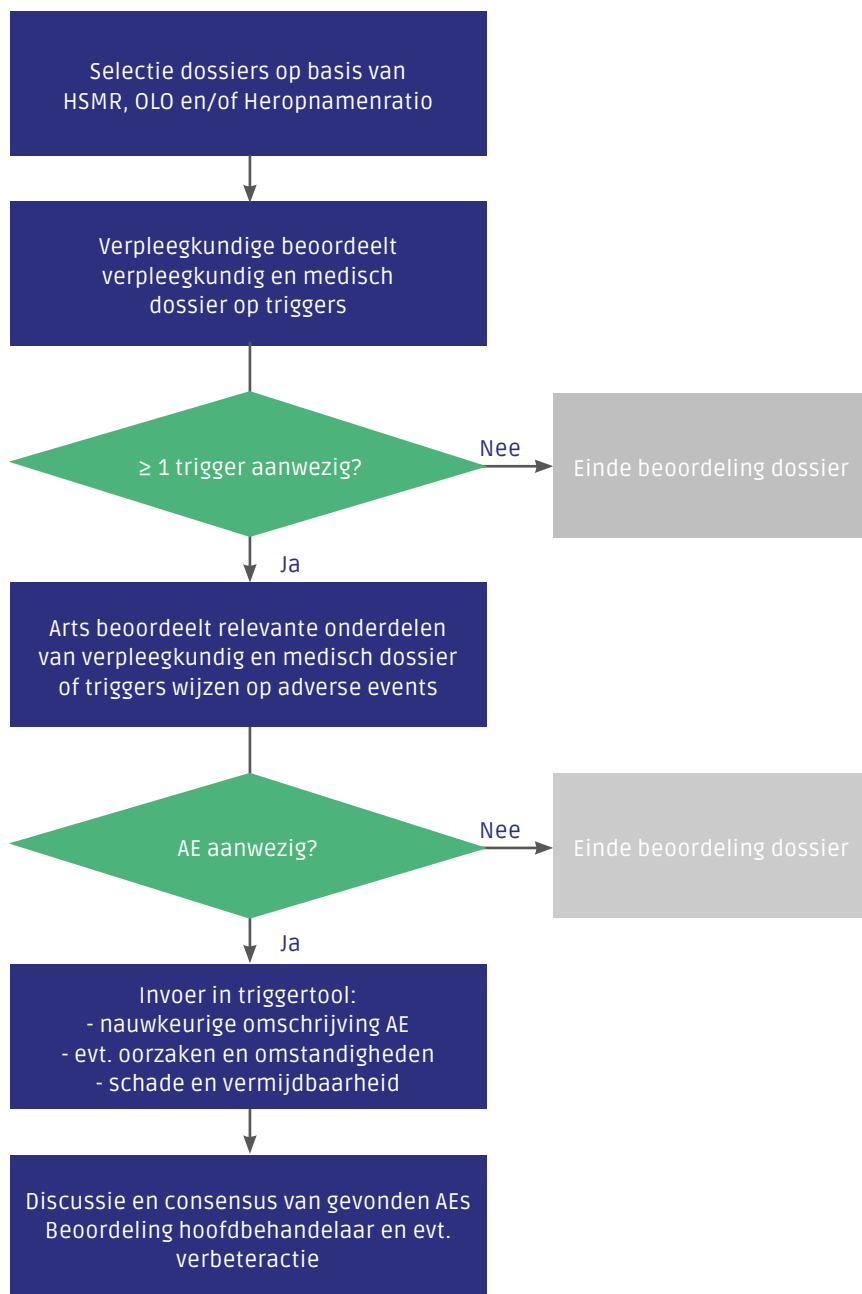 Selectie dossiers op basis van
HSMR, OLO en/of Heropnamenratio
Verpleegkundige beoordeelt
verpleegkundig en medisch
dossier op triggers
≥ 1 trigger aanwezig?
Nee
Einde beoordeling dossier
Ja
Arts beoordeelt relevante onderdelen
van verpleegkundig en medisch dossier
of triggers wijzen op adverse events
AE aanwezig?
Nee
Einde beoordeling dossier
Ja
Invoer in triggertool:
- nauwkeurige omschrijving AE
- evt. oorzaken en omstandigheden
- schade en vermijdbaarheid
Discussie en consensus van gevonden AEs
Beoordeling hoofdbehandelaar en evt.
verbeteractie